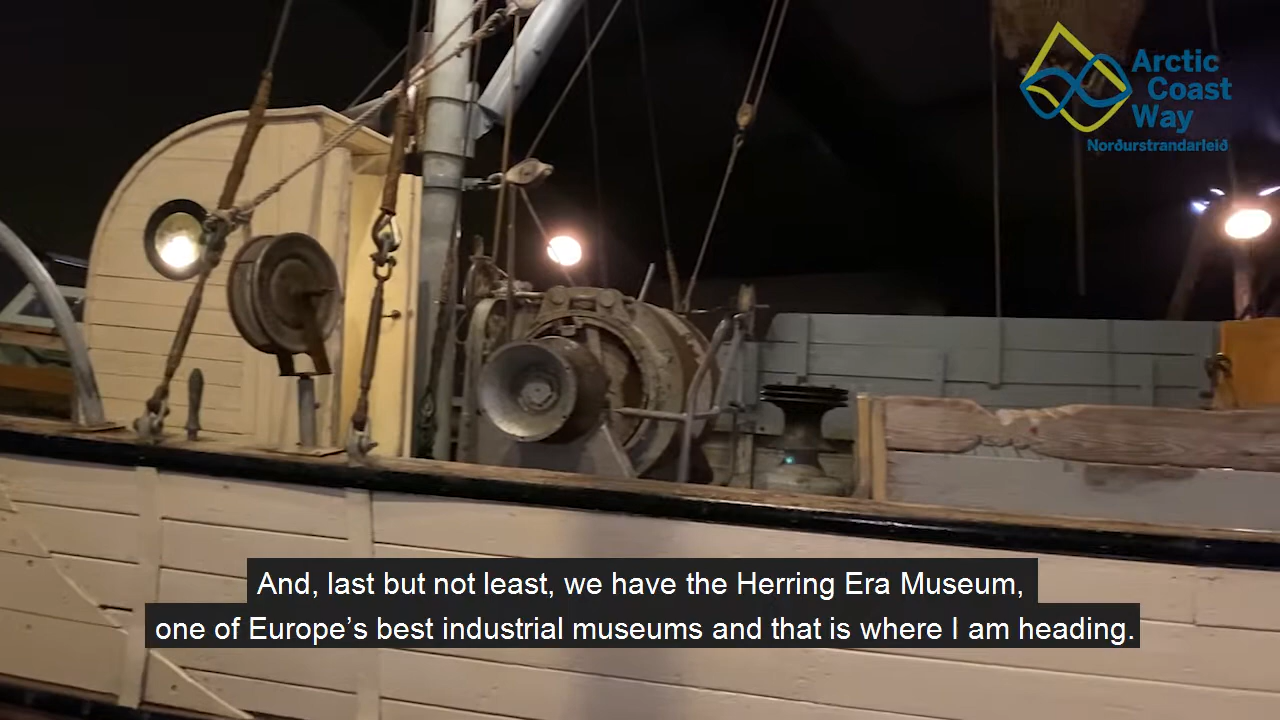 Arctic
Coast
Way
Norðurstrandarleið
And, last but not least, we have the Herring Era Museum,
one of Europe’s best industrial museums and that is where I am heading.